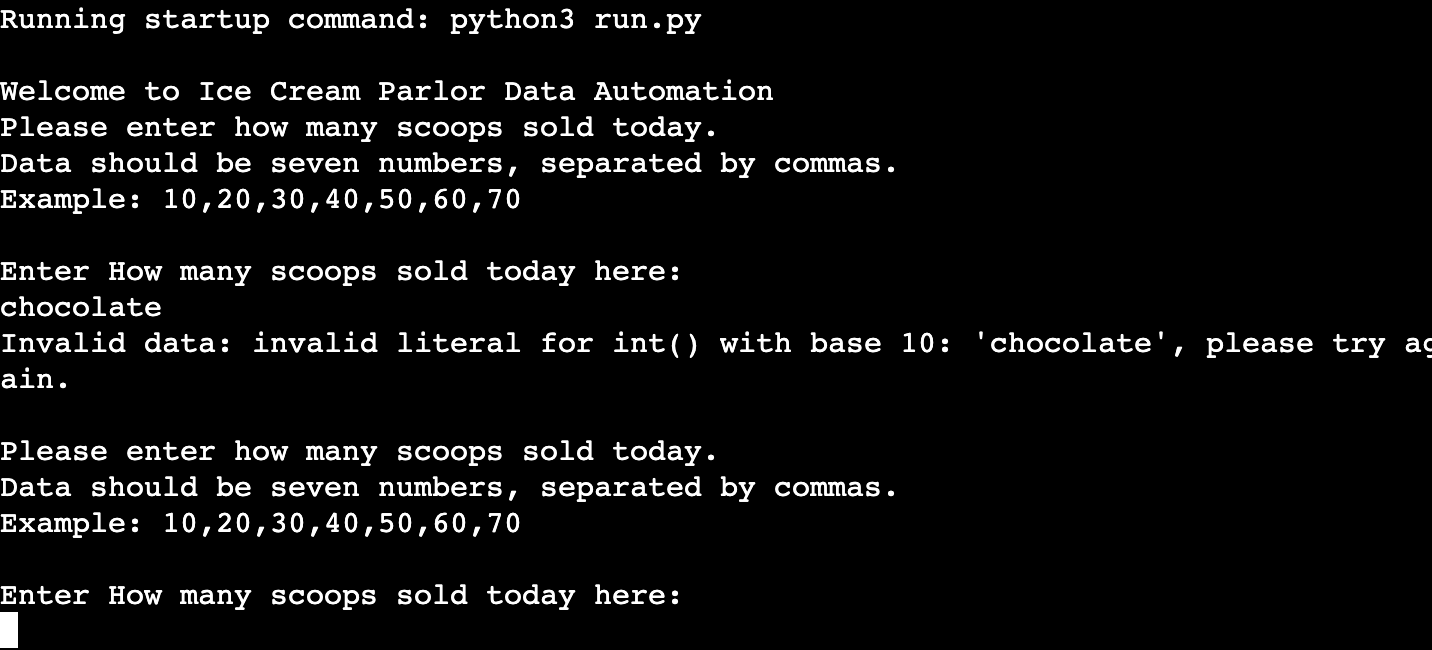 Running startup command: python3 run.py
Welcome to Ice Cream Parlor Data Automation
Please enter how many scoops sold today.
Data should be seven numbers, separated by commas.
Example: 10,20,30,40,50,60,70
Enter How many scoops sold today here:
chocolate
Invalid data: invalid literal for int() with base 10: 'chocolate', please try ag
ain.
Please enter how many scoops sold today.
Data should be seven numbers, separated by commas.
Example: 10,20,30,40,50,60,70
Enter How many scoops sold today here: